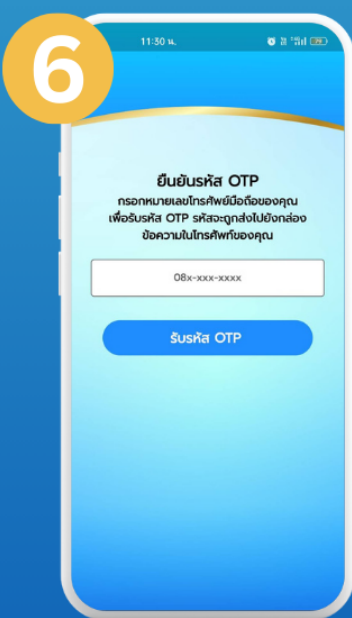 6
11:30 น.
ยืนยันรหัส OTP
กรอกหมายเลขโทรศัพย์มือถือของคุณ
เพื่อรับรหัส OTP รหัสจะถูกส่งไปยังกล่อง
ข้อความในโทรศัพท์ของคุณ
08x-xxx-xxxx
รับรหัส OTP